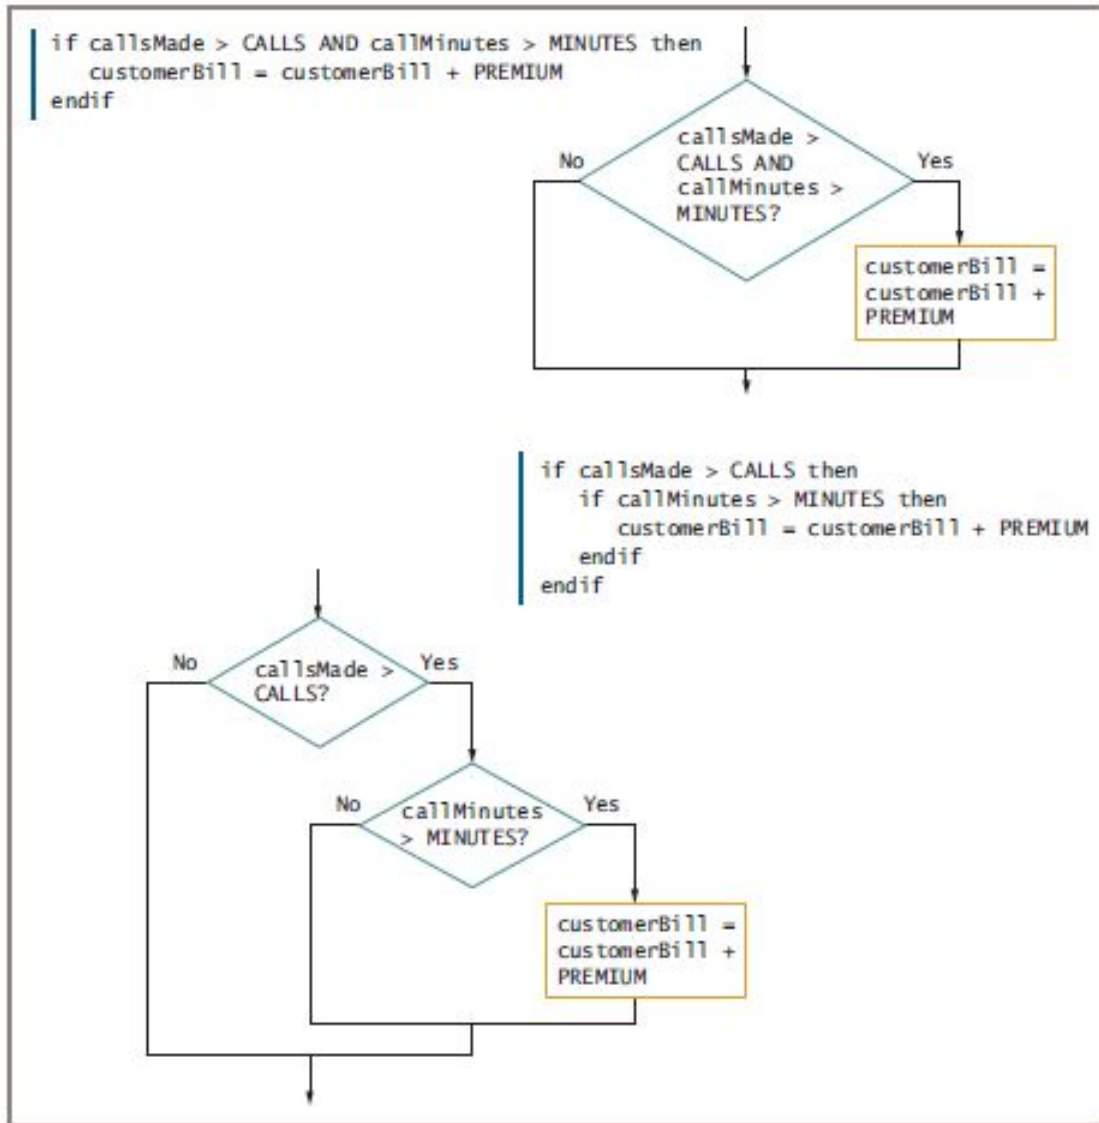 if callsMade > CALLS AND callMinutes > MINUTES then
customerBill = customerBill + PREMIUM
endif
No
callsMade >
CALLS AND
callMinutes >
MINUTES?
Yes
customerBill =
customerBill +
PREMIUM
if callsMade > CALLS then
if callMinutes > MINUTES then
customerBill = customerBill + PREMIUM
endif
endif
No
callsMade >
CALLS?
Yes
No
callMinutes
> MINUTES?
Yes
customerBill =
customerBill +
PREMIUM